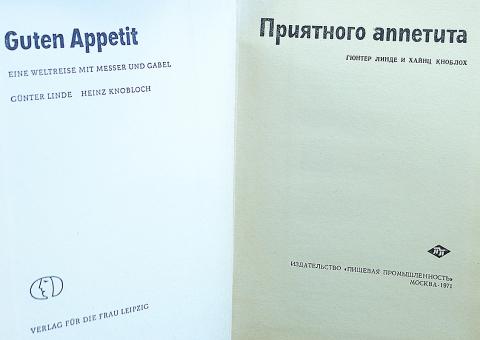 Guten Appetit
EINE WELTREISE MIT MESSER UND GABEL
GÜNTER LINDE HEINZ KNOBLOCH
VERLAG FÜR DIE FRAU LEIPZIG
Приятного аппетита
ГЮНТЕР ЛИНДЕ И ХАЙНЦ КНОБЛОХ
ПП
ИЗДАТЕЛЬСТВО «ПИЩЕВАЯ ПРОМЫШЛЕННОСТЬ»
МОСКВА·1971